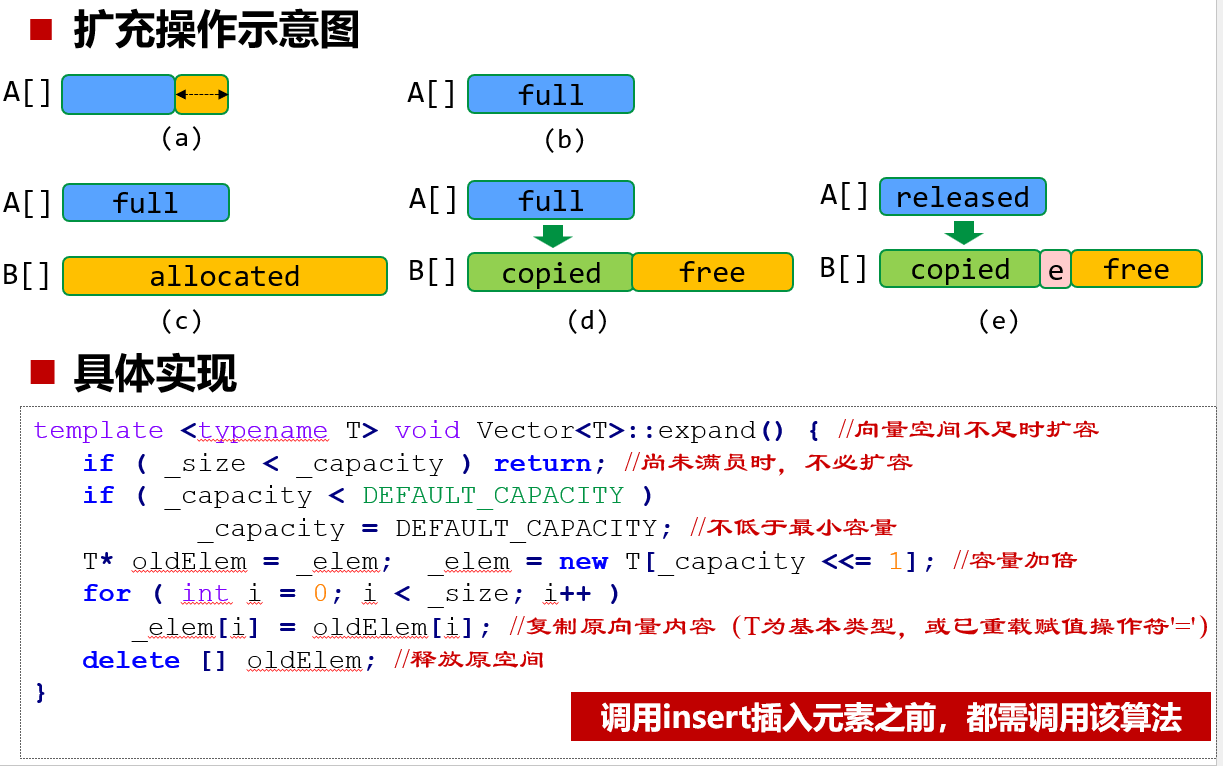 扩充操作示意图
A[]
(a)
A[] full
(b)
A[] full
B[] allocated
(c)
A[] full
B[] copied free
(d)
A[] released
B[] copied e free
(e)
具体实现
template <typename T> void Vector<T>::expand() { //向量空间不足时扩容
if ( _size < _capacity ) return; //尚未满员时，不必扩容
if ( _capacity < DEFAULT_CAPACITY )
_capacity = DEFAULT_CAPACITY; //不低于最小容量
T* oldElem = _elem; _elem = new T[_capacity <<= 1]; //容量加倍
for ( int i = 0; i < _size; i++ )
_elem[i] = oldElem[i]; //复制原向量内容（T为基本类型，或已重载赋值操作符'='）
delete [] oldElem; //释放原空间
}
调用insert插入元素之前，都需调用该算法